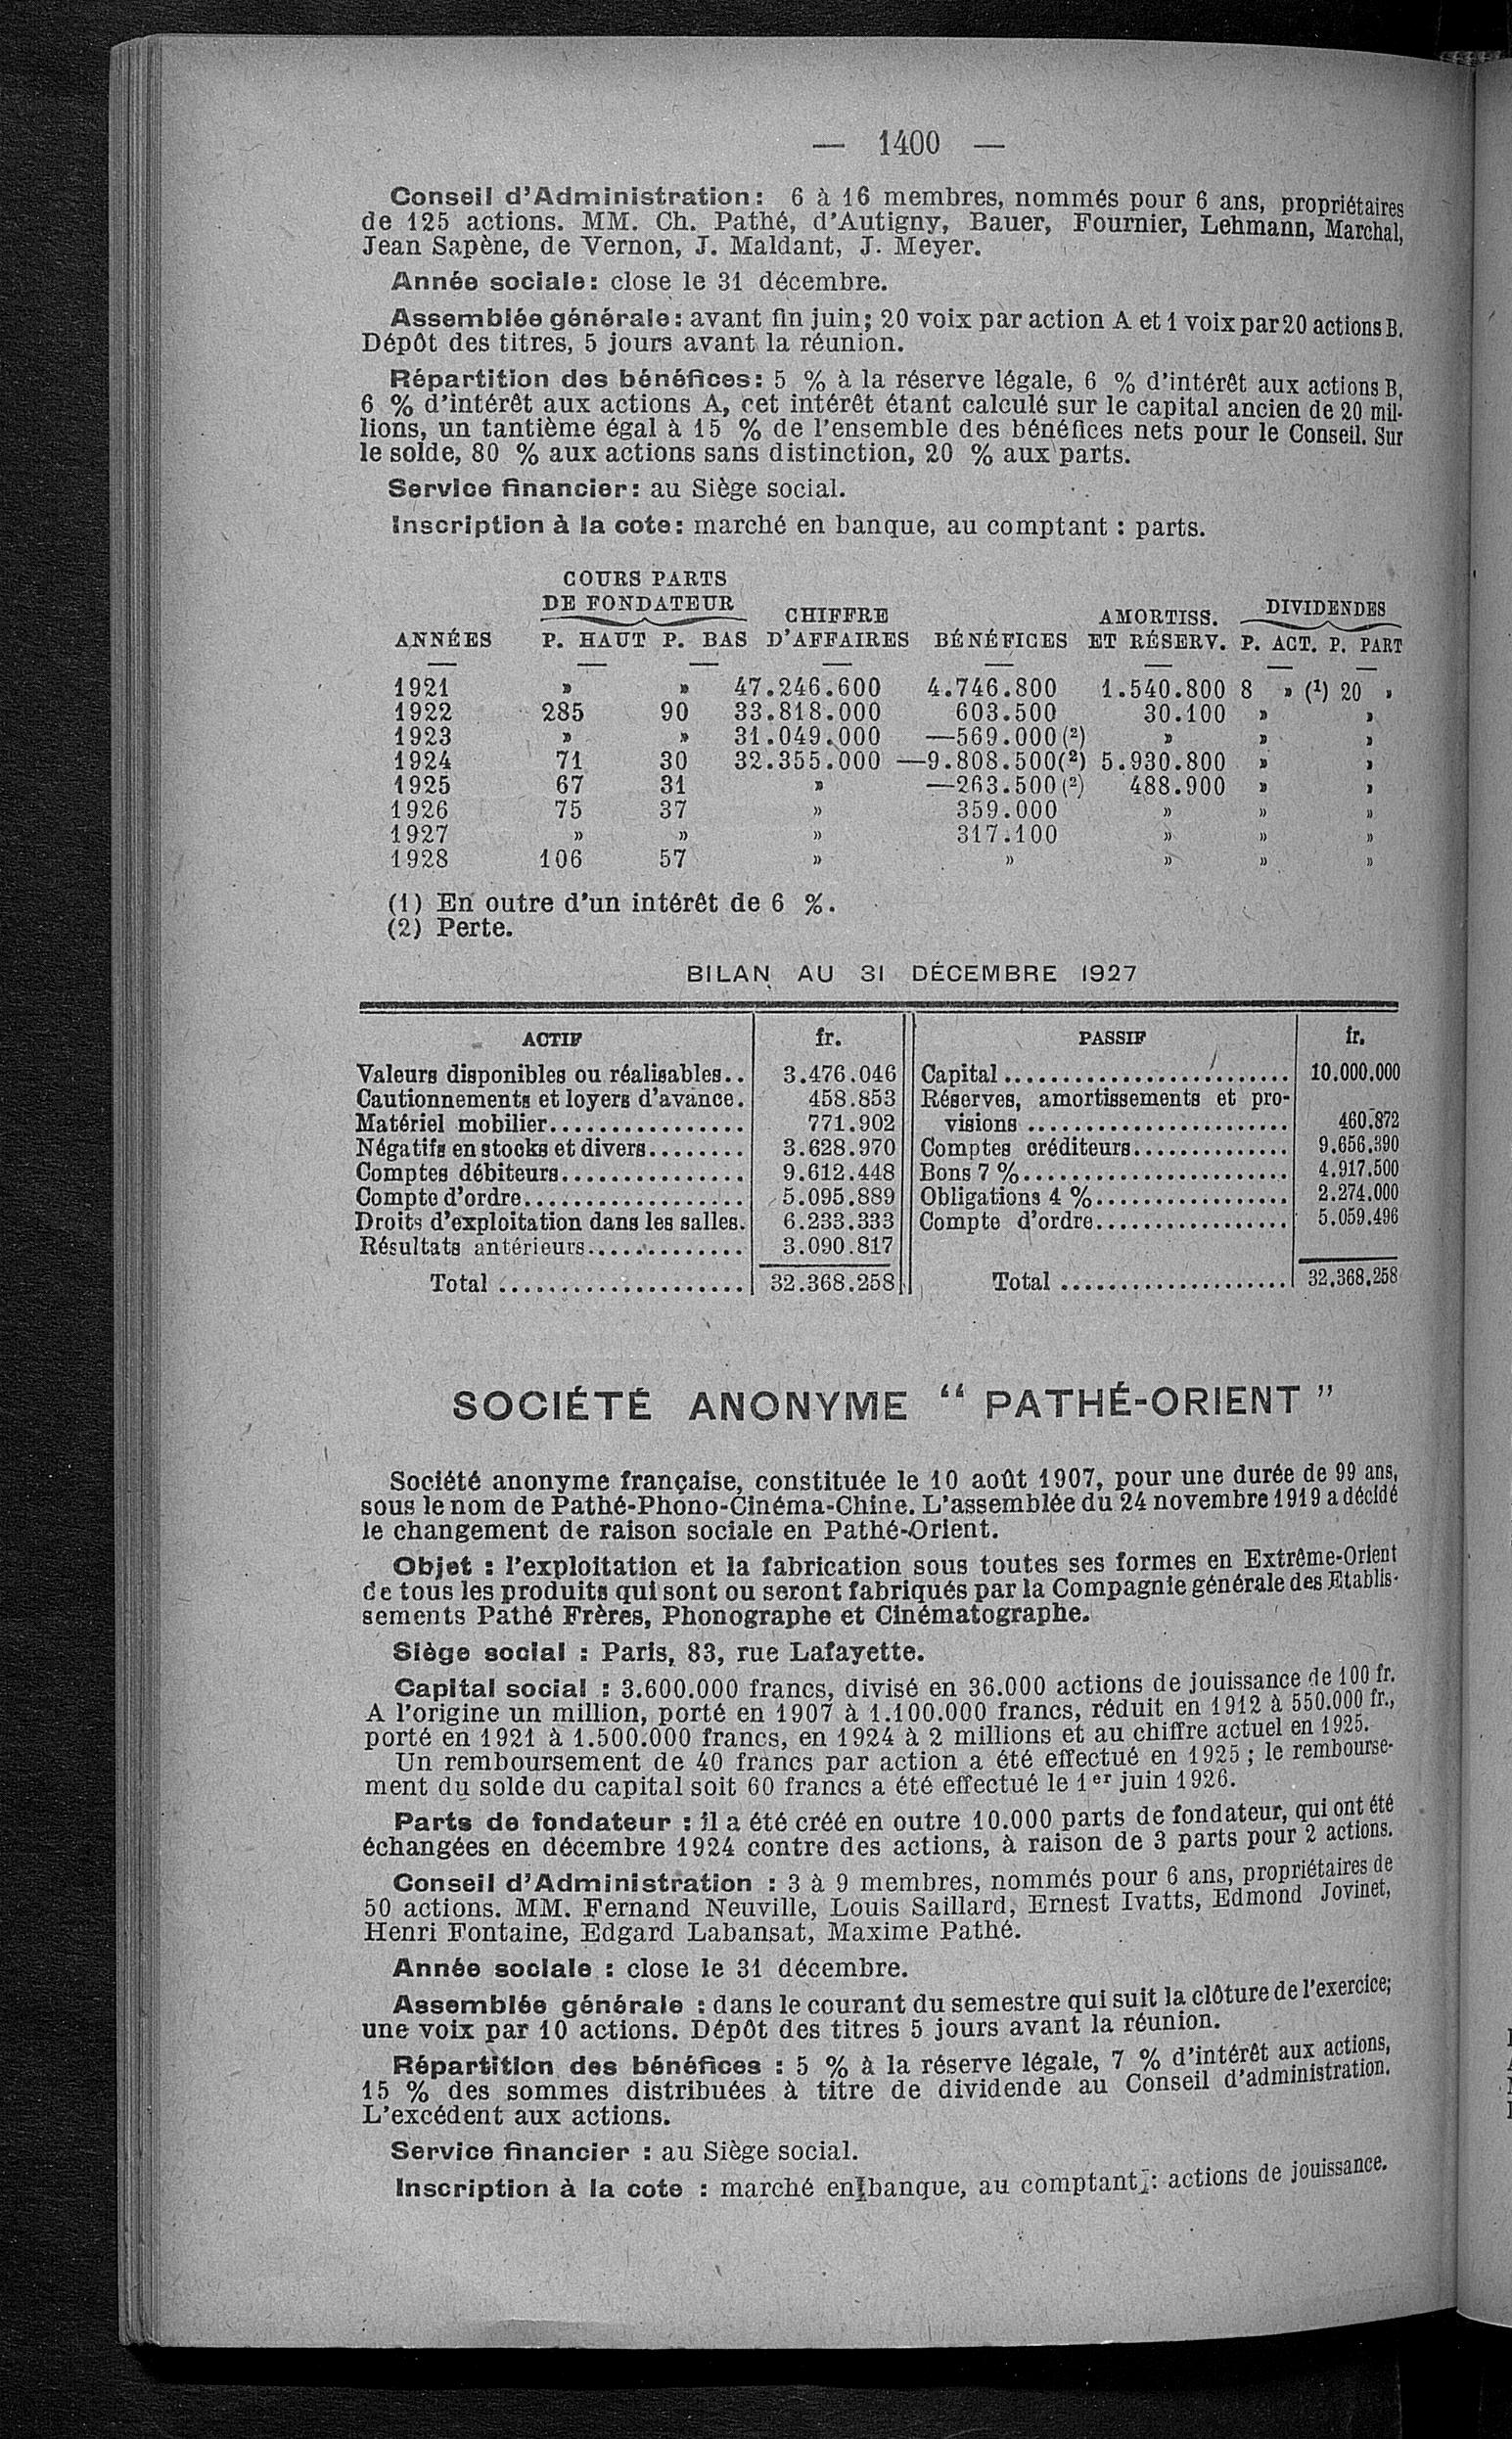 — 1400 —
Conseil d'Administration: 6 à 16 membres, nommés pour 6 ans, propriétaires
de 125 actions. MM. Ch. Pathé, d'Autigny, Bauer, Fournier, Lehmann, Marchal,
Jean Sapène, de Vernon, J. Maldant, J. Meyer.
Année sociale: close le 31 décembre.
Assemblée générale: avant fin juin; 20 voix par action A et 1 voix par 20 actions B.
Dépôt des titres, 5 jours avant la réunion.
Répartition des bénéfices: 5 % à la réserve légale, 6 % d'intérêt aux actions B,
6 % d'intérêt aux actions A, cet intérêt étant calculé sur le capital ancien de 20 mil-
lions, un tantième égal à 15 % de l'ensemble des bénéfices nets pour le Conseil. Sur
le solde, 80 % aux actions sans distinction, 20 % aux parts.
Service financier: au Siège social.
Inscription à la cote: marché en banque, au comptant : parts.
COURS PARTS
DE FONDATEUR CHIFFRE AMORTISS. DIVIDENDES
ANNÉES P. HAUT P. BAS D'AFFAIRES BÉNÉFICES ET RÉSERV. P. ACT. P. PART
1921 » » 47.246.600 4.746.800 1.540.800 8 » (1) 20 »
1922 285 90 33.818.000 603.500 30.100 » »
1923 » » 31.049.000 —569.000 (2) » » »
1924 71 30 32.355.000 —9.808.500(2) 5.930.800 » »
1925 67 31 » —263.500 (2) 488.900 » »
1926 75 37 » 359.000 » » »
1927 » » » 317.100 » » »
1928 106 57 » » » » »
(1) En outre d'un intérêt de 6 %.
(2) Perte.
BILAN AU 31 DÉCEMBRE 1927
ACTIF fr. PASSIF fr.
Valeurs disponibles ou réalisables.. 3.476.046 Capital ........................ 10.000.000
Cautionnements et loyers d'avance. 458.853 Réserves, amortissements et pro-
Matériel mobilier................. 771.902 visions ...................... 460.872
Négatifs en stocks et divers........ 3.628.970 Comptes créditeurs.............. 9.656.390
Comptes débiteurs................ 9.612.448 Bons 7 %....................... 4.917.500
Compte d'ordre................... 5.095.889 Obligations 4 %................. 2.274.000
Droits d'exploitation dans les salles. 6.233.333 Compte d'ordre................. 5.059.496
Résultats antérieurs.............. 3.090.817
Total ..................... 32.368.258 Total .................... 32.368.258
SOCIÉTÉ ANONYME “ PATHÉ-ORIENT ”
Société anonyme française, constituée le 10 août 1907, pour une durée de 99 ans,
sous le nom de Pathé-Phono-Cinéma-Chine. L'assemblée du 24 novembre 1919 a décidé
le changement de raison sociale en Pathé-Orient.
Objet : l'exploitation et la fabrication sous toutes ses formes en Extrême-Orient
de tous les produits qui sont ou seront fabriqués par la Compagnie générale des Etablis-
sements Pathé Frères, Phonographe et Cinématographe.
Siège social : Paris, 83, rue Lafayette.
Capital social : 3.600.000 francs, divisé en 36.000 actions de jouissance de 100 fr.
A l'origine un million, porté en 1907 à 1.100.000 francs, réduit en 1912 à 550.000 fr.,
porté en 1921 à 1.500.000 francs, en 1924 à 2 millions et au chiffre actuel en 1925.
Un remboursement de 40 francs par action a été effectué en 1925 ; le rembourse-
ment du solde du capital soit 60 francs a été effectué le 1er juin 1926.
Parts de fondateur : il a été créé en outre 10.000 parts de fondateur, qui ont été
échangées en décembre 1924 contre des actions, à raison de 3 parts pour 2 actions.
Conseil d'Administration : 3 à 9 membres, nommés pour 6 ans, propriétaires de
50 actions. MM. Fernand Neuville, Louis Saillard, Ernest Ivatts, Edmond Jovinet,
Henri Fontaine, Edgard Labansat, Maxime Pathé.
Année sociale : close le 31 décembre.
Assemblée générale : dans le courant du semestre qui suit la clôture de l'exercice;
une voix par 10 actions. Dépôt des titres 5 jours avant la réunion.
Répartition des bénéfices : 5 % à la réserve légale, 7 % d'intérêt aux actions,
15 % des sommes distribuées à titre de dividende au Conseil d'administration.
L'excédent aux actions.
Service financier : au Siège social.
Inscription à la cote : marché en banque, au comptant : actions de jouissance.